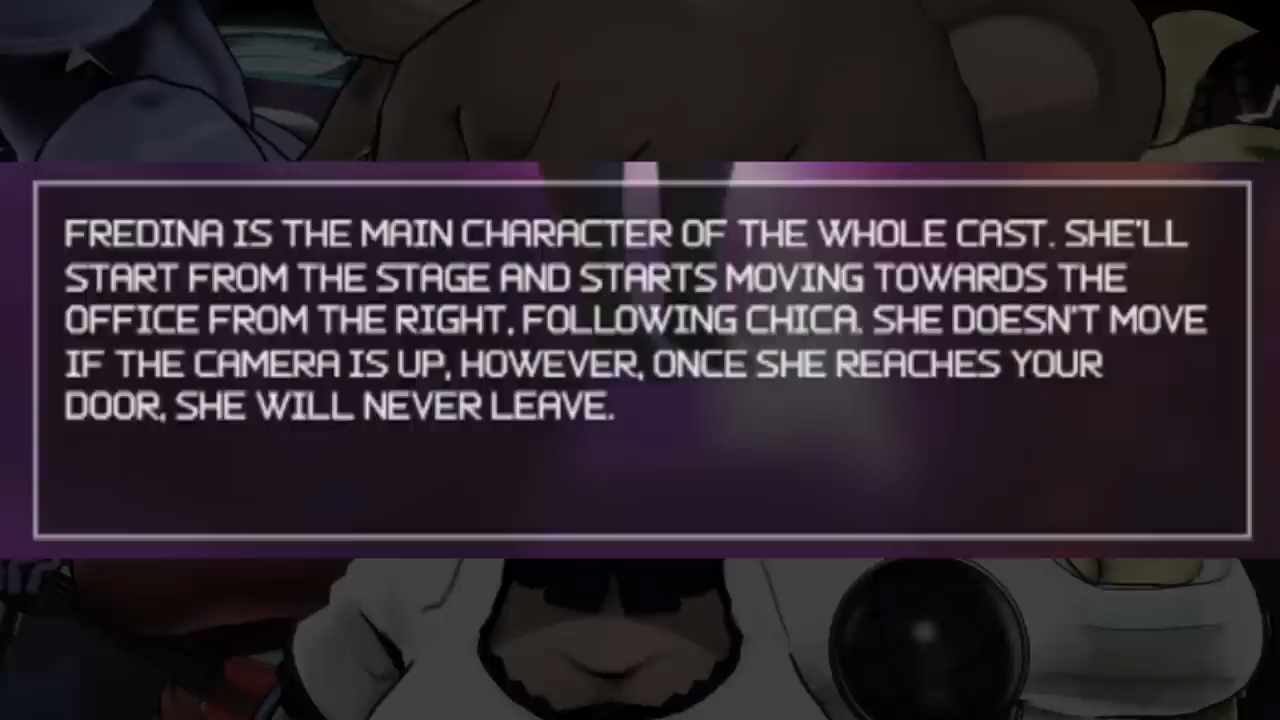 FREDINA IS THE MAIN CHARACTER OF THE WHOLE CAST. SHE'LL
START FROM THE STAGE AND STARTS MOVING TOWARDS THE
OFFICE FROM THE RIGHT, FOLLOWING CHICA. SHE DOESN'T MOVE
IF THE CAMERA IS UP, HOWEVER, ONCE SHE REACHES YOUR
DOOR, SHE WILL NEVER LEAVE.